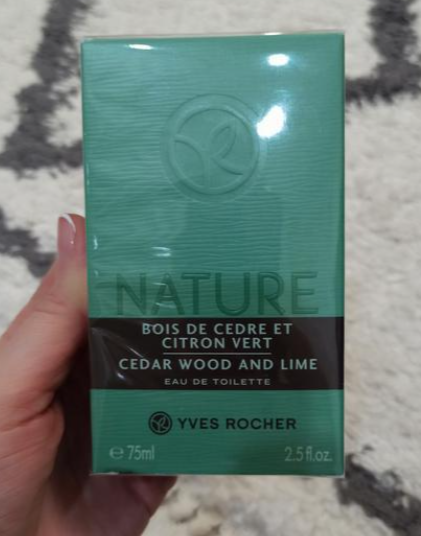 NATURE
BOIS DE CEDRE ET
CITRON VERT
CEDAR WOOD AND LIME
EAU DE TOILETTE
YVES ROCHER
℮ 75ml 2.5 fl.oz.